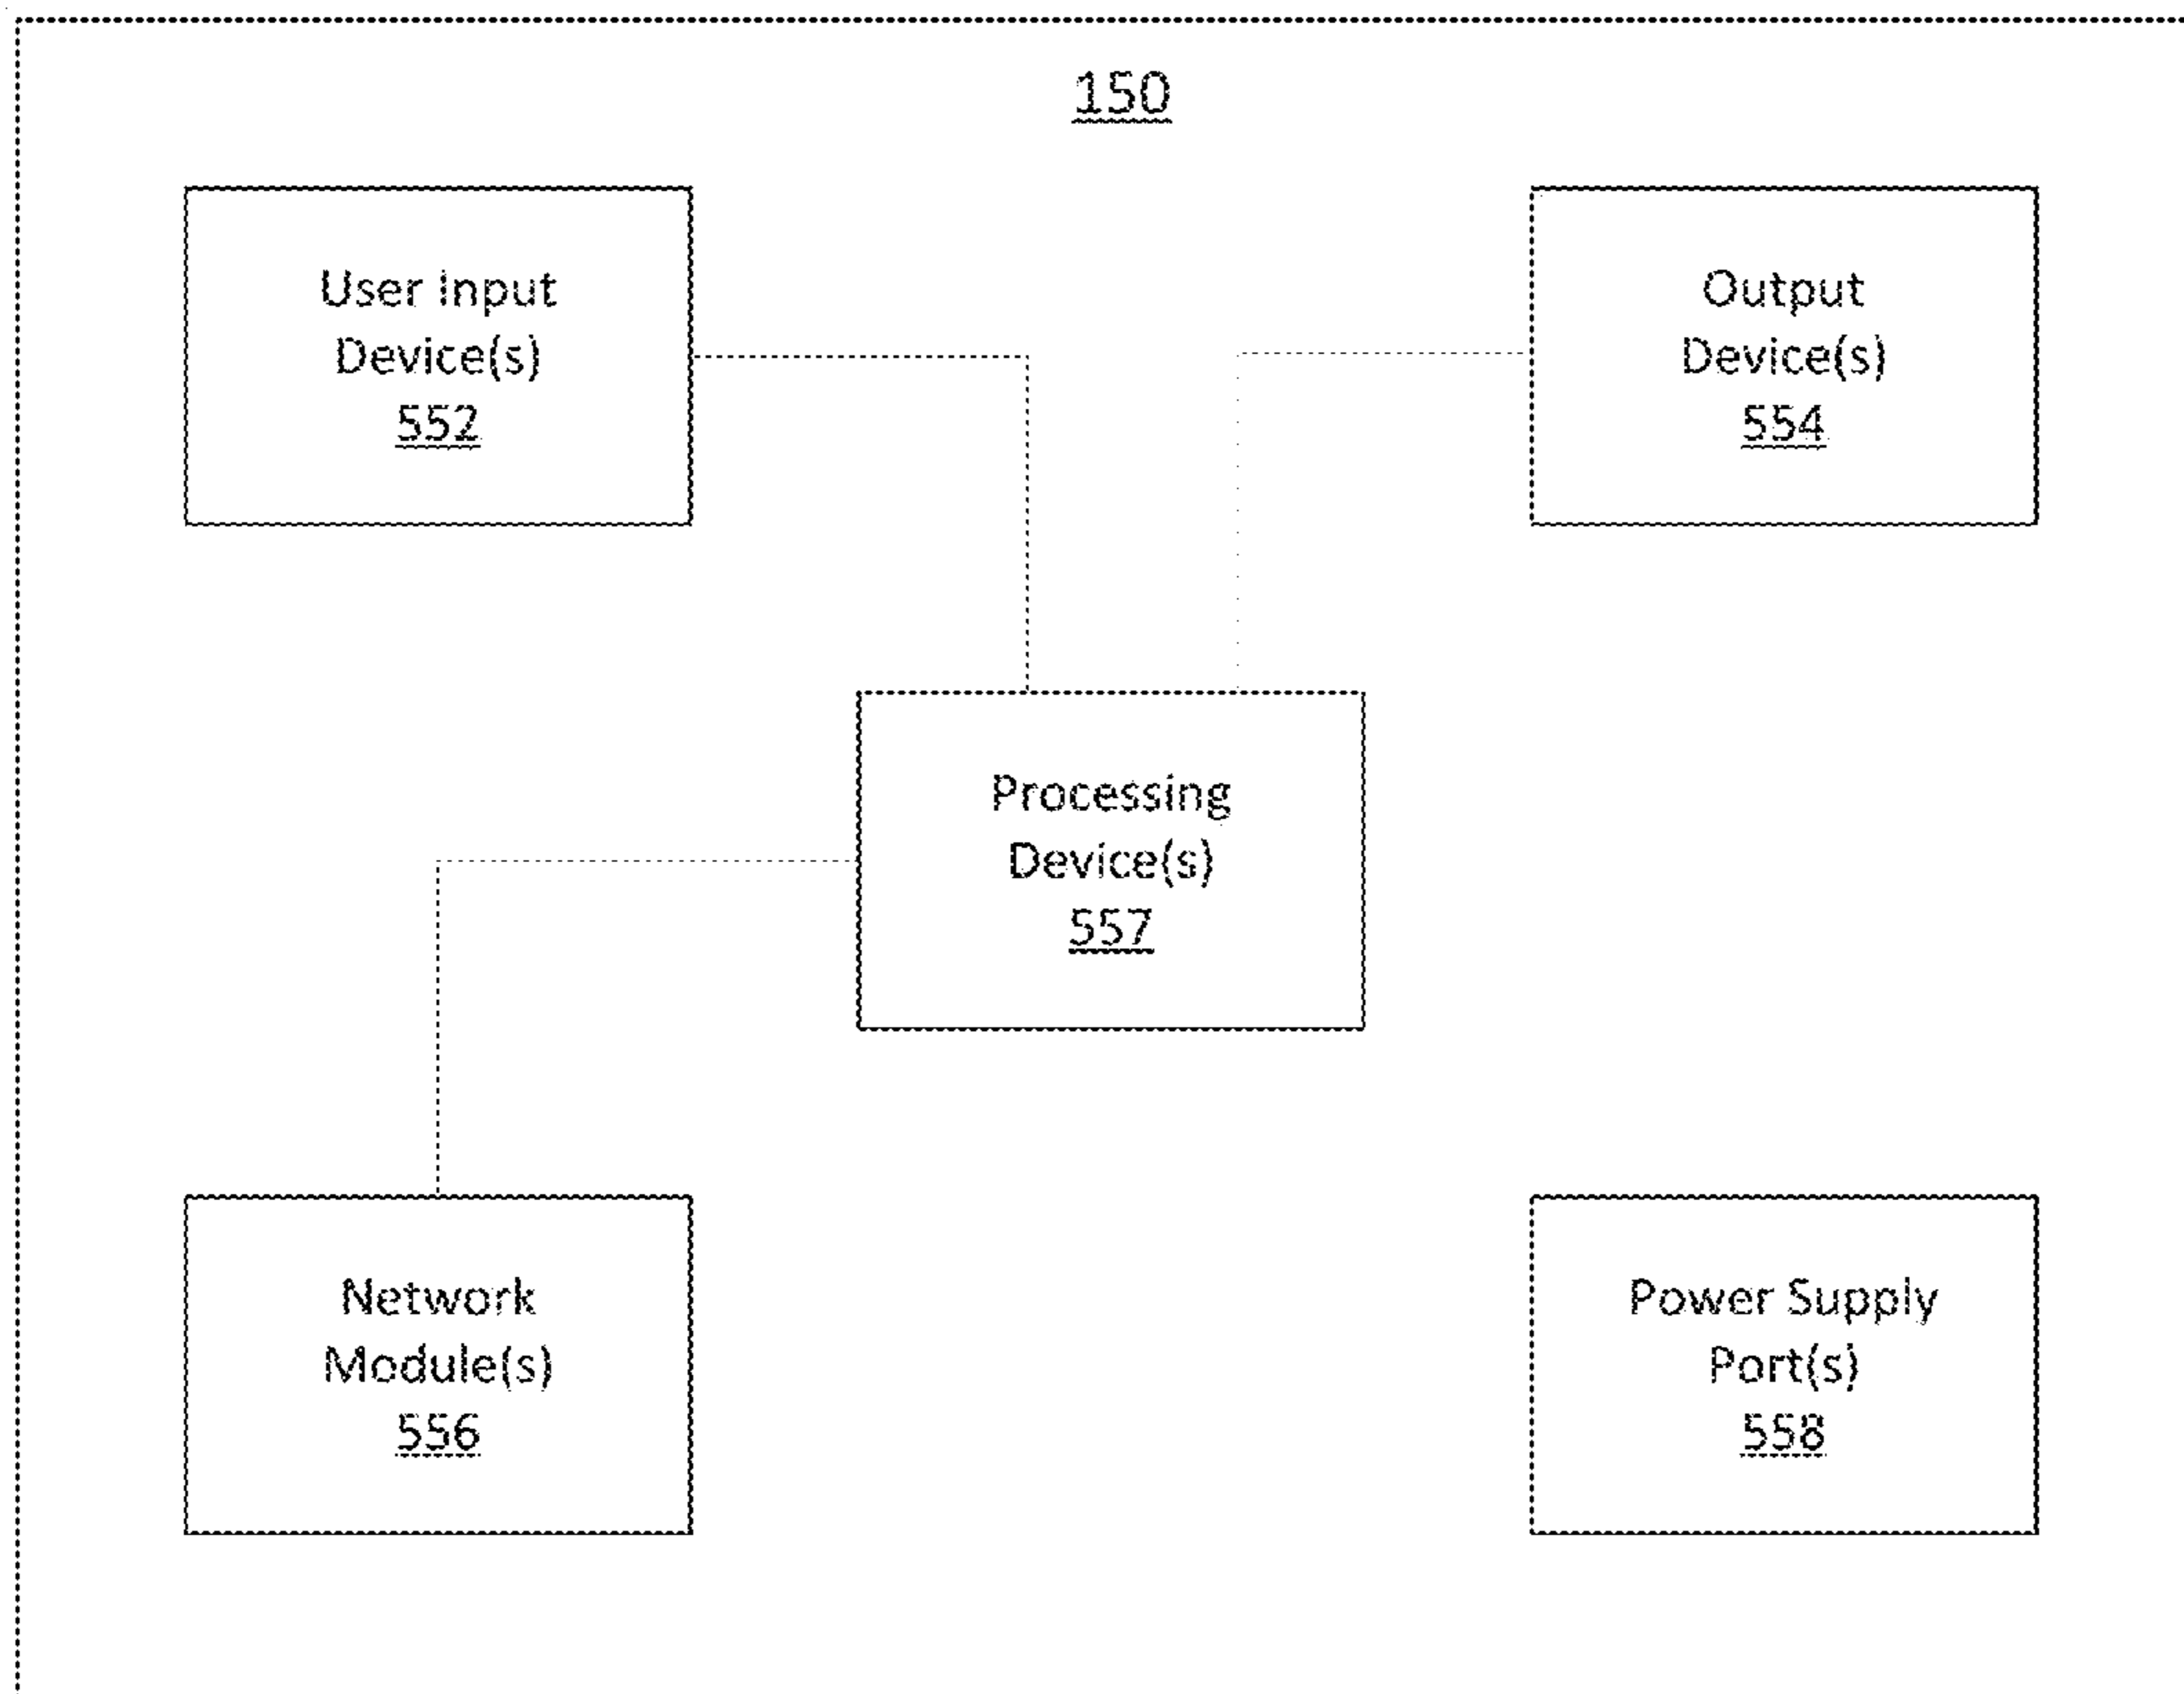 150
User Input
Device(s)
552
Output
Device(s)
554
Processing
Device(s)
557
Network
Module(s)
556
Power Supply
Port(s)
558